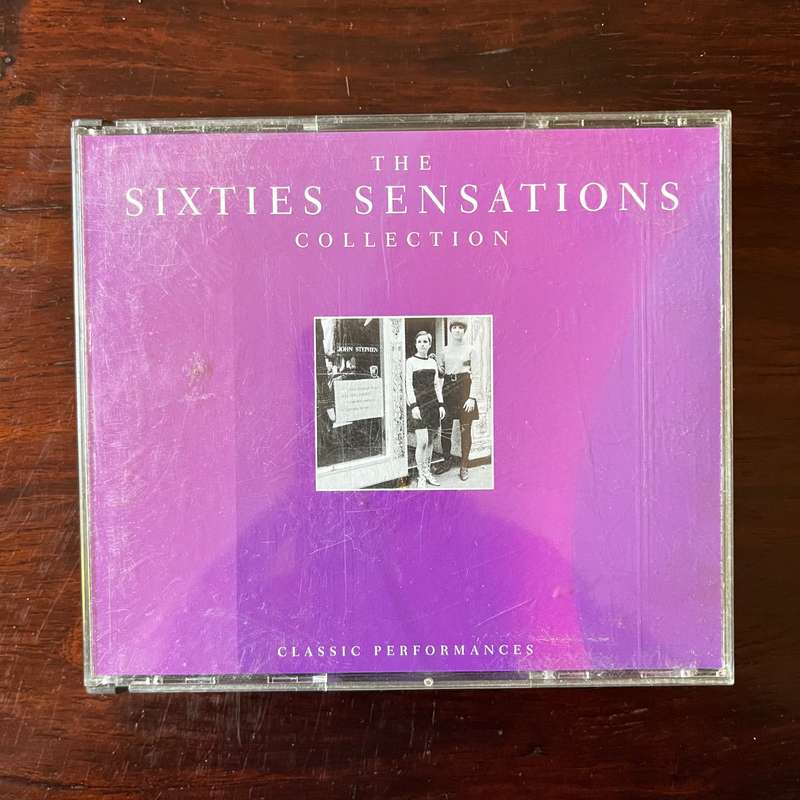 THE
SIXTIES SENSATIONS
COLLECTION
JOHN STEPHEN
CLASSIC PERFORMANCES